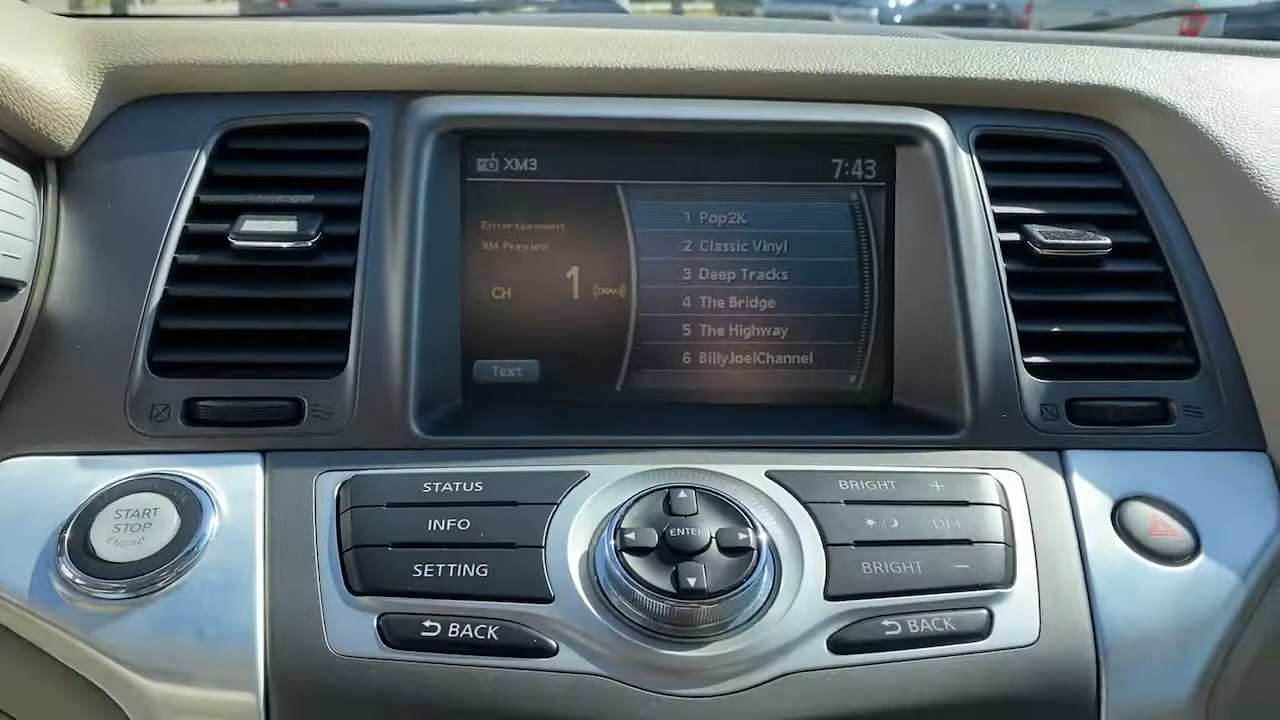 XM3
7:43
Entertainment
XM Preview
CH 1 XM
Text
1 Pop2K
2 Classic Vinyl
3 Deep Tracks
4 The Bridge
5 The Highway
6 BillyJoelChannel
START
STOP
ENGINE
STATUS
INFO
SETTING
BACK
ENTER
BRIGHT +
OFF
BRIGHT −
BACK